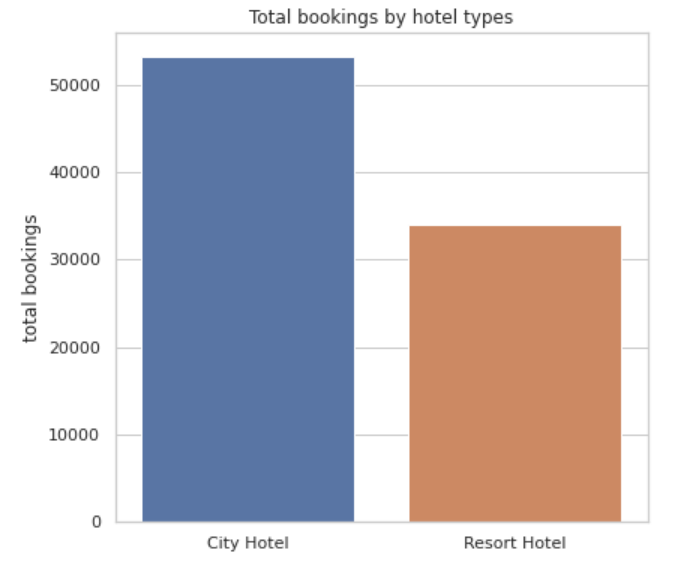 Total bookings by hotel types
total bookings
50000
40000
30000
20000
10000
0
City Hotel
Resort Hotel